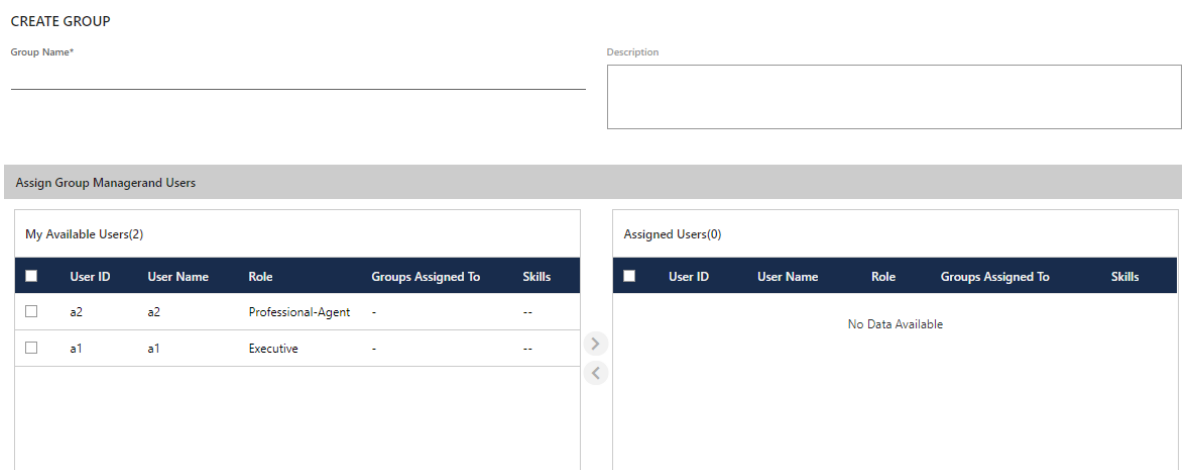 CREATE GROUP
Group Name*
Description
Assign Group Managerand Users
My Available Users(2)
User ID User Name Role Groups Assigned To Skills
a2 a2 Professional-Agent - --
a1 a1 Executive - --
Assigned Users(0)
User ID User Name Role Groups Assigned To Skills
No Data Available